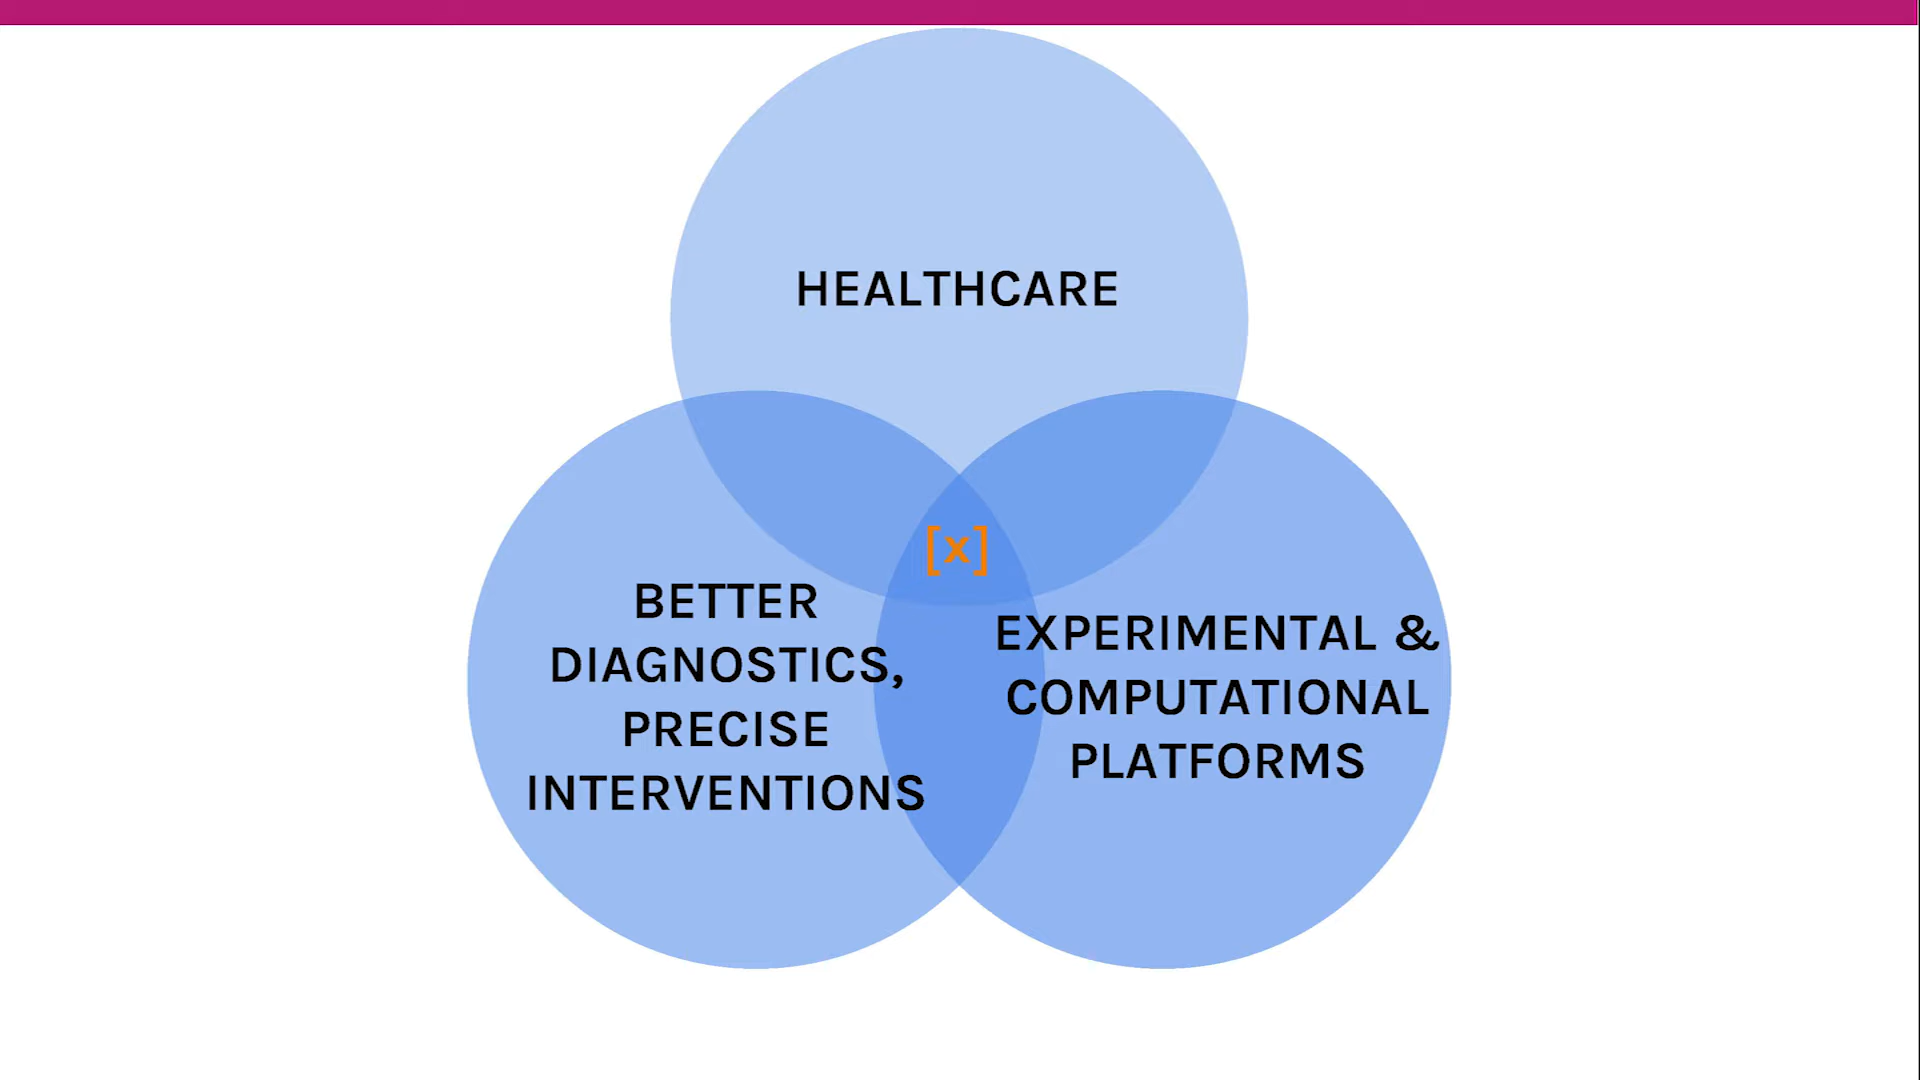 HEALTHCARE
[x]
BETTER
DIAGNOSTICS,
PRECISE
INTERVENTIONS
EXPERIMENTAL &
COMPUTATIONAL
PLATFORMS